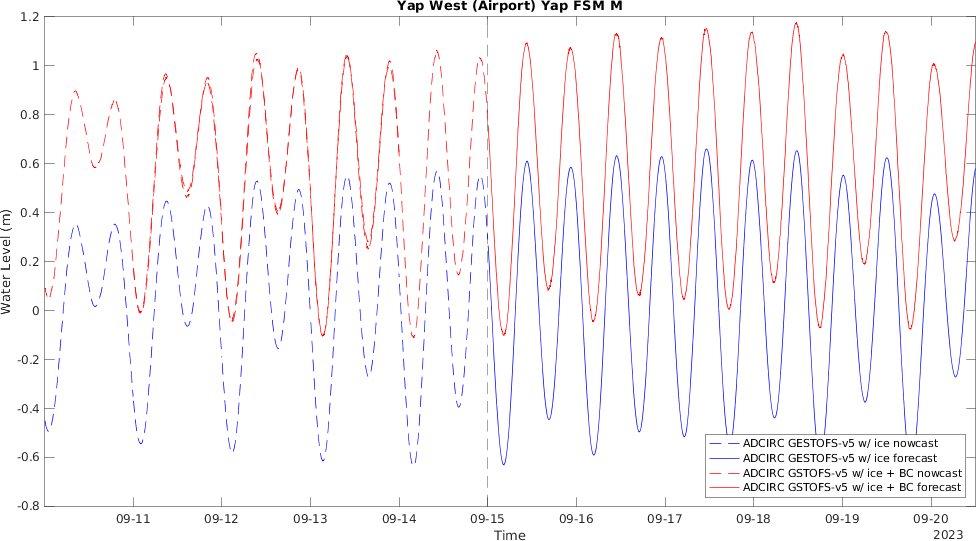 Yap West (Airport) Yap FSM M
Water Level (m)
1.2
1
0.8
0.6
0.4
0.2
0
-0.2
-0.4
-0.6
-0.8
ADCIRC GESTOFS-v5 w/ ice nowcast
ADCIRC GESTOFS-v5 w/ ice forecast
ADCIRC GSTOFS-v5 w/ ice + BC nowcast
ADCIRC GSTOFS-v5 w/ ice + BC forecast
09-11 09-12 09-13 09-14 09-15 09-16 09-17 09-18 09-19 09-20
Time
2023